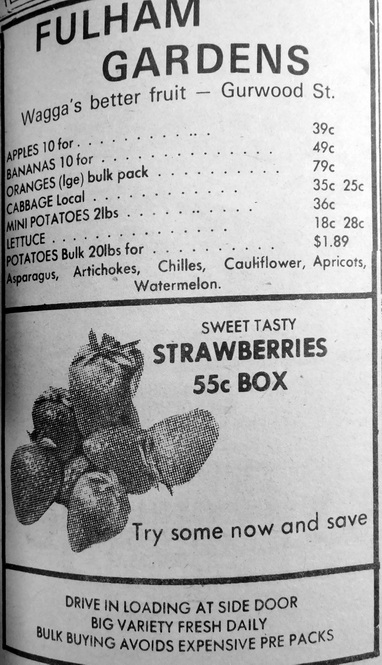 FULHAM
GARDENS
Wagga's better fruit — Gurwood St.
APPLES 10 for . . . . . . . . . . . . 39c
BANANAS 10 for . . . . . . . . . . . . 49c
ORANGES (lge) bulk pack . . . . . . . . . 79c
CABBAGE Local . . . . . . . . . . . 35c 25c
MINI POTATOES 2lbs . . . . . . . . . . 36c
LETTUCE . . . . . . . . . . . . . . 18c 28c
POTATOES Bulk 20lbs for . . . . . . . . . . $1.89
Asparagus, Artichokes, Chilles, Cauliflower, Apricots,
Watermelon.
SWEET TASTY
STRAWBERRIES
55c BOX
Try some now and save
DRIVE IN LOADING AT SIDE DOOR
BIG VARIETY FRESH DAILY
BULK BUYING AVOIDS EXPENSIVE PRE PACKS